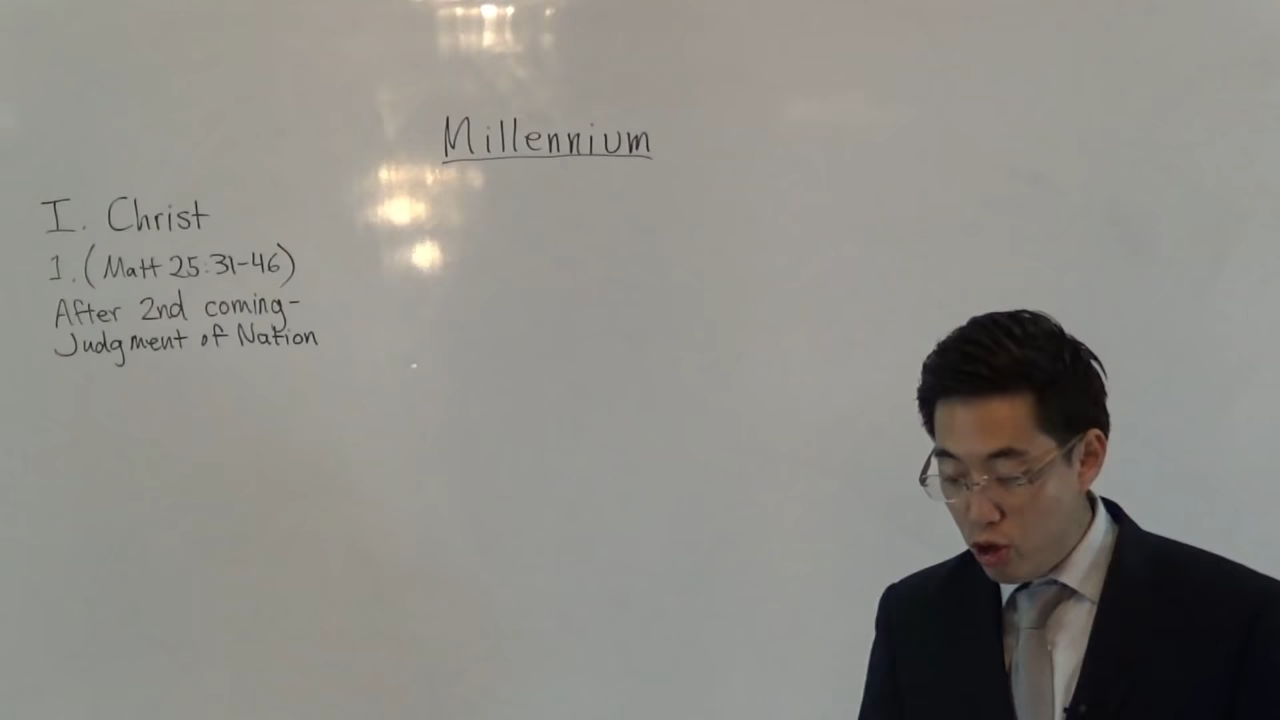 Millennium
I. Christ
1. (Matt 25:31-46)
After 2nd coming-
Judgment of Nation